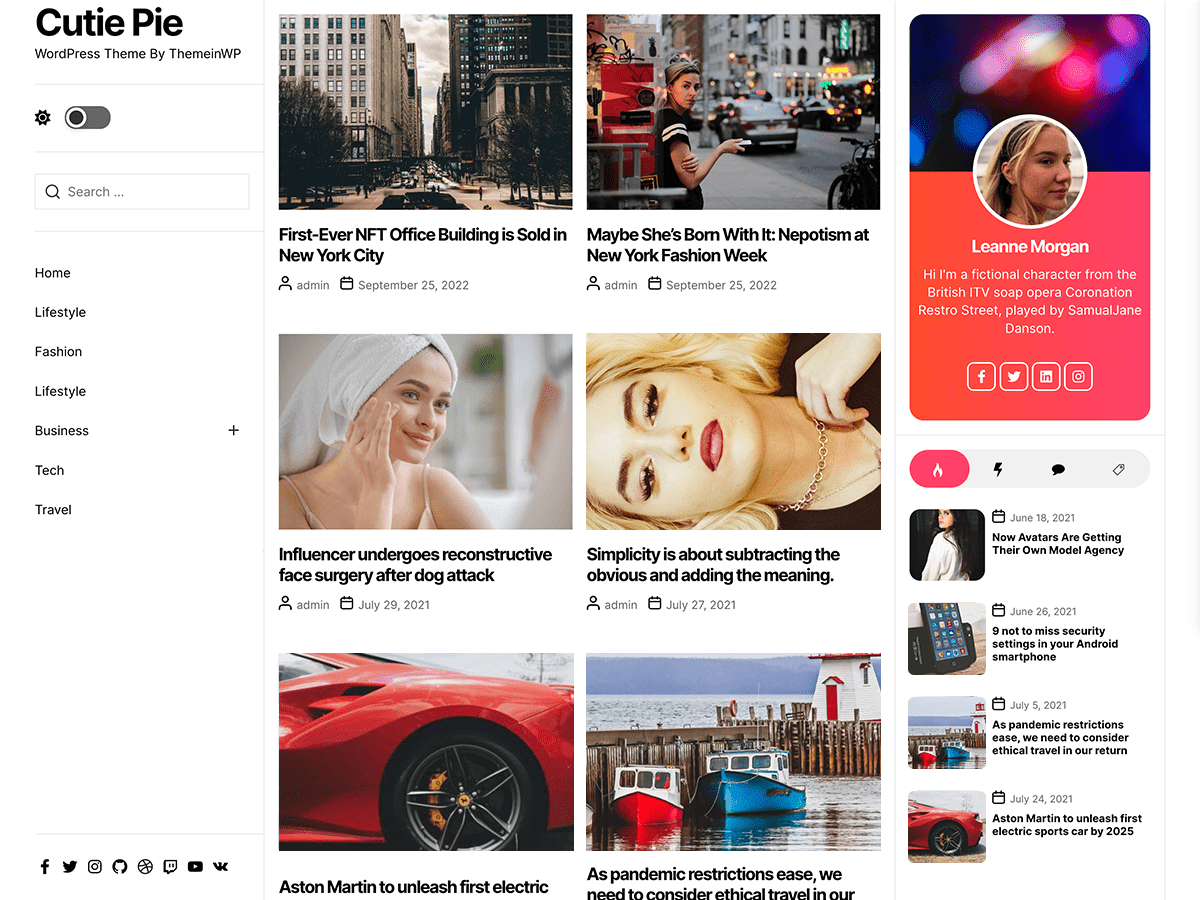 Cutie Pie
WordPress Theme By ThemeinWP
Search ...
Home
Lifestyle
Fashion
Lifestyle
Business
Tech
Travel
First-Ever NFT Office Building is Sold in
New York City
admin September 25, 2022
Maybe She's Born With It: Nepotism at
New York Fashion Week
admin September 25, 2022
Influencer undergoes reconstructive
face surgery after dog attack
admin July 29, 2021
Simplicity is about subtracting the
obvious and adding the meaning.
admin July 27, 2021
Aston Martin to unleash first electric
As pandemic restrictions ease, we
need to consider ethical travel in our
Leanne Morgan
Hi I'm a fictional character from the
British ITV soap opera Coronation
Restro Street, played by SamualJane
Danson.
June 18, 2021
Now Avatars Are Getting
Their Own Model Agency
June 26, 2021
9 not to miss security
settings in your Android
smartphone
July 5, 2021
As pandemic restrictions
ease, we need to consider
ethical travel in our return
July 24, 2021
Aston Martin to unleash first
electric sports car by 2025